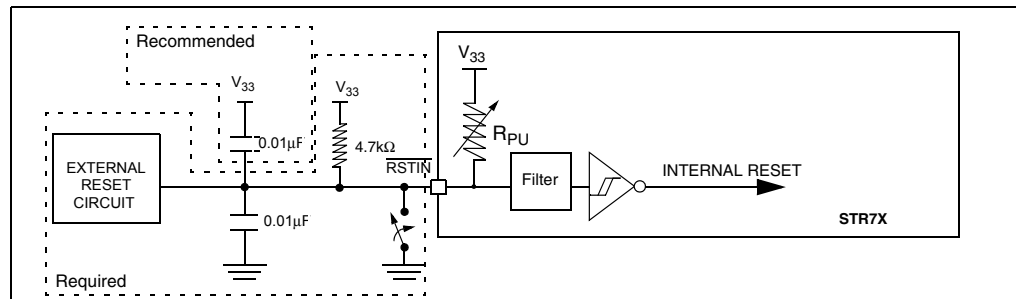 Recommended
V33
V33
V33
0.01µF
4.7kΩ
RPU
RSTIN
EXTERNAL
RESET
CIRCUIT
Filter
INTERNAL RESET
0.01µF
STR7X
Required